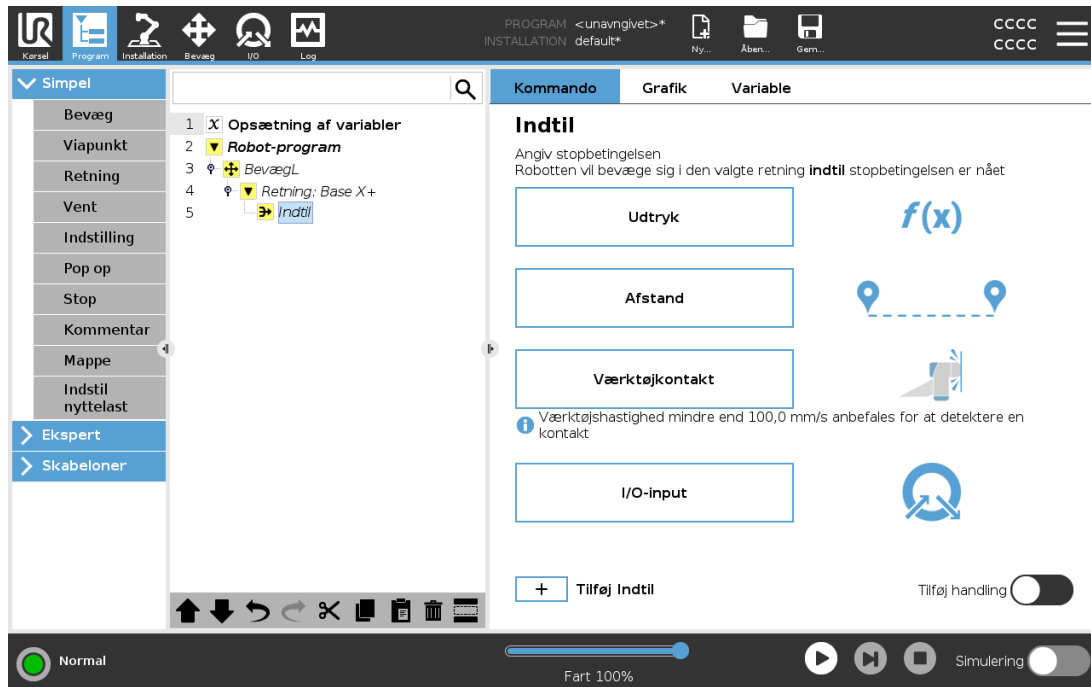 PROGRAM <unavngivet>*
INSTALLATION default*
Kørsel
Program
Installation
Bevæg
I/O
Log
Ny...
Åben...
Gem...
CCCC
CCCC
Simpel
Bevæg
Viapunkt
Retning
Vent
Indstilling
Pop op
Stop
Kommentar
Mappe
Indstil
nyttelast
Ekspert
Skabeloner
1 X Opsætning af variabler
2 Robot-program
3 BevægL
4 Retning: Base X+
5 Indtil
Kommando
Grafik
Variable
Indtil
Angiv stopbetingelsen
Robotten vil bevæge sig i den valgte retning indtil stopbetingelsen er nået
Udtryk
f(x)
Afstand
Værktøjkontakt
Værktøjshastighed mindre end 100,0 mm/s anbefales for at detektere en
kontakt
I/O-input
+ Tilføj Indtil
Tilføj handling
Normal
Fart 100%
Simulering